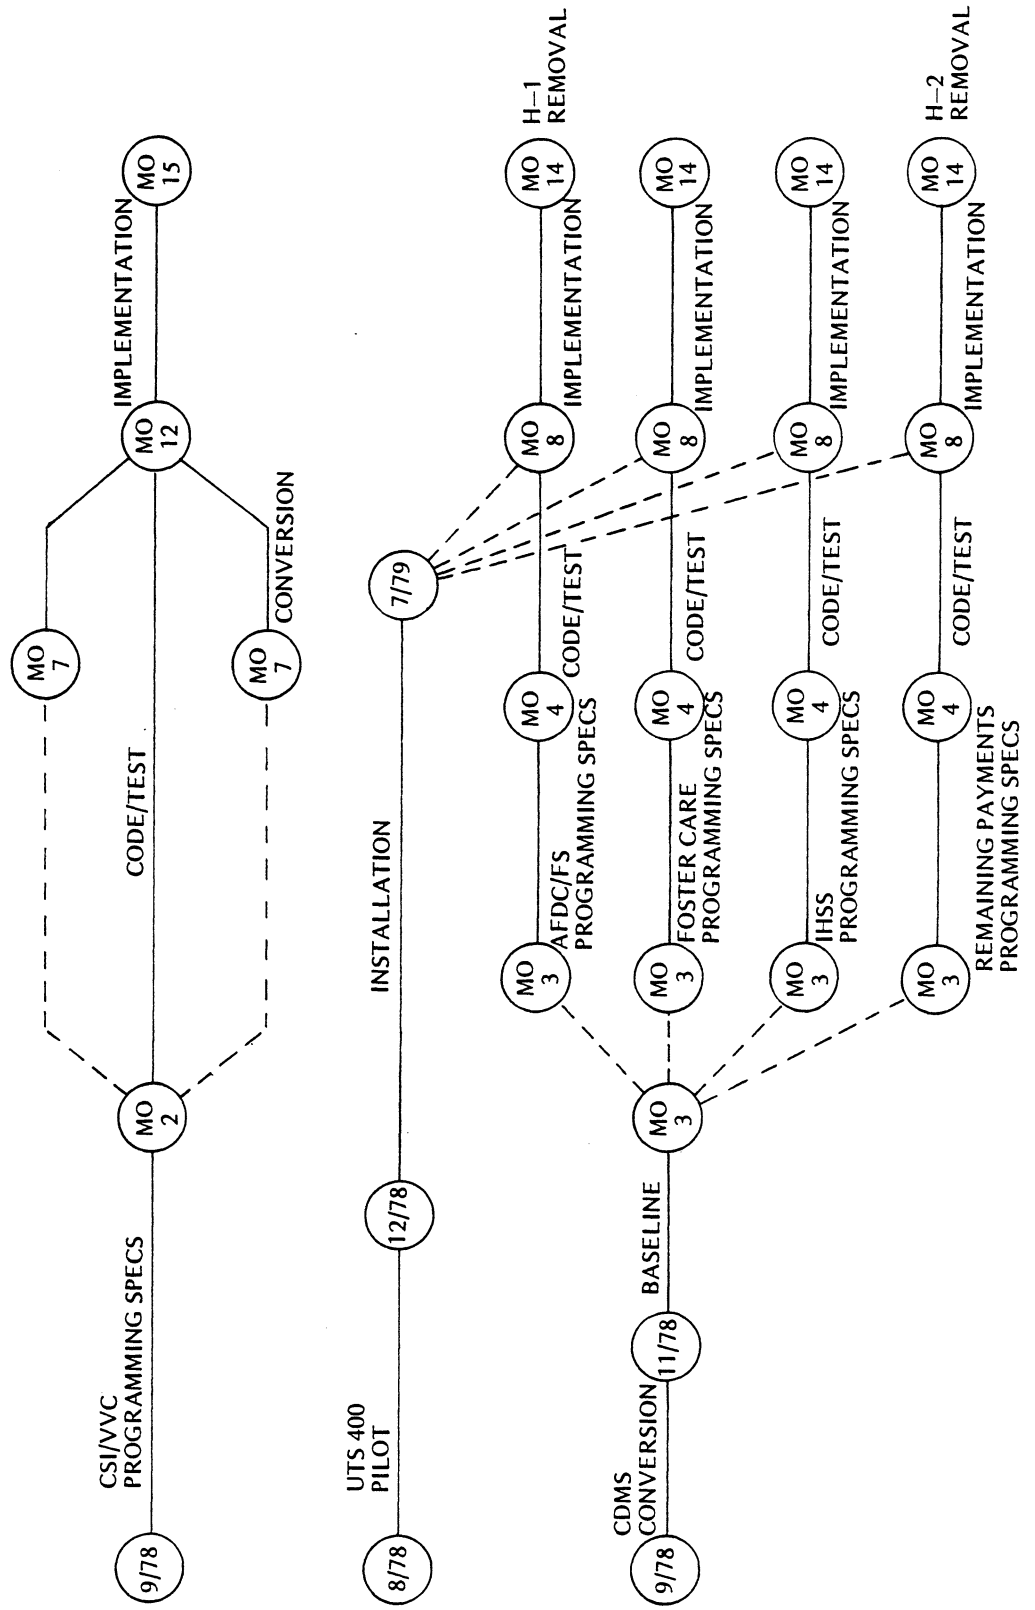 9/78
CSI/VVC
PROGRAMMING SPECS
MO
2
CODE/TEST
MO
7
MO
7
CONVERSION
MO
12
IMPLEMENTATION
MO
15
8/78
UTS 400
PILOT
12/78
INSTALLATION
7/79
9/78
CDMS
CONVERSION
11/78
BASELINE
MO
3
MO
3
AFDC/FS
PROGRAMMING SPECS
MO
4
CODE/TEST
MO
8
IMPLEMENTATION
MO
14
H-1
REMOVAL
MO
3
FOSTER CARE
PROGRAMMING SPECS
MO
4
CODE/TEST
MO
8
IMPLEMENTATION
MO
14
MO
3
IHSS
PROGRAMMING SPECS
MO
4
CODE/TEST
MO
8
IMPLEMENTATION
MO
14
MO
3
REMAINING PAYMENTS
PROGRAMMING SPECS
MO
4
CODE/TEST
MO
8
IMPLEMENTATION
MO
14
H-2
REMOVAL